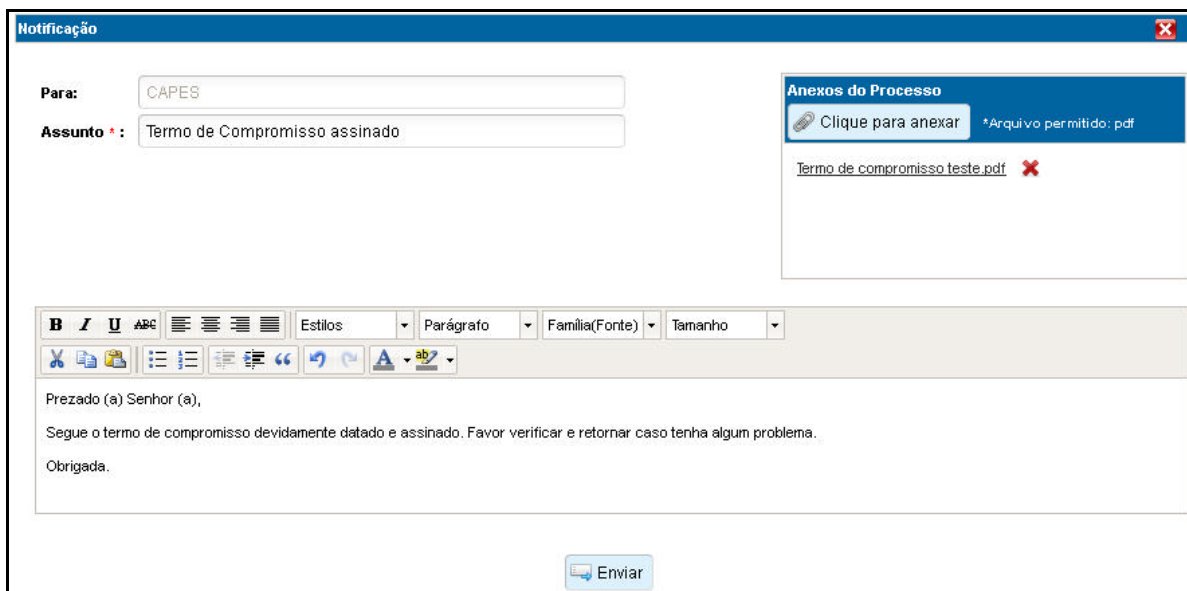 Notificação
Para: CAPES
Assunto * : Termo de Compromisso assinado
Anexos do Processo
Clique para anexar *Arquivo permitido: pdf
Termo de compromisso teste.pdf
B I U ABC Estilos Parágrafo Família(Fonte) Tamanho
A ab
Prezado (a) Senhor (a),
Segue o termo de compromisso devidamente datado e assinado. Favor verificar e retornar caso tenha algum problema.
Obrigada.
Enviar